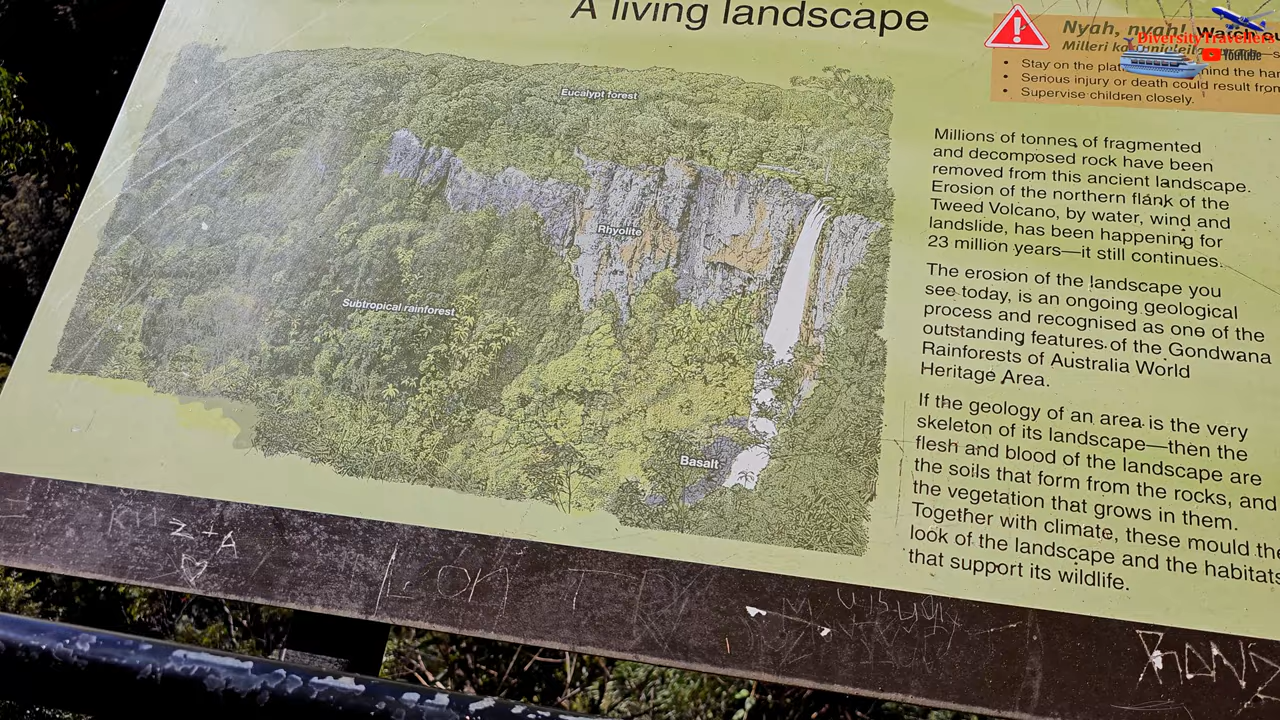 A living landscape
Nyah, nyah! Watch ou
Milleri
Stay on the
Serious injury or death could result from
Supervise children closely.
DiversityTravellers
YouTube
Eucalypt forest
Rhyolite
Subtropical rainforest
Basalt
Millions of tonnes of fragmented
and decomposed rock have been
removed from this ancient landscape.
Erosion of the northern flank of the
Tweed Volcano, by water, wind and
landslide, has been happening for
23 million years—it still continues.
The erosion of the landscape you
see today, is an ongoing geological
process and recognised as one of the
outstanding features of the Gondwana
Rainforests of Australia World
Heritage Area.
If the geology of an area is the very
skeleton of its landscape—then the
flesh and blood of the landscape are
the soils that form from the rocks, and
the vegetation that grows in them.
Together with climate, these mould the
look of the landscape and the habitats
that support its wildlife.
Z+A